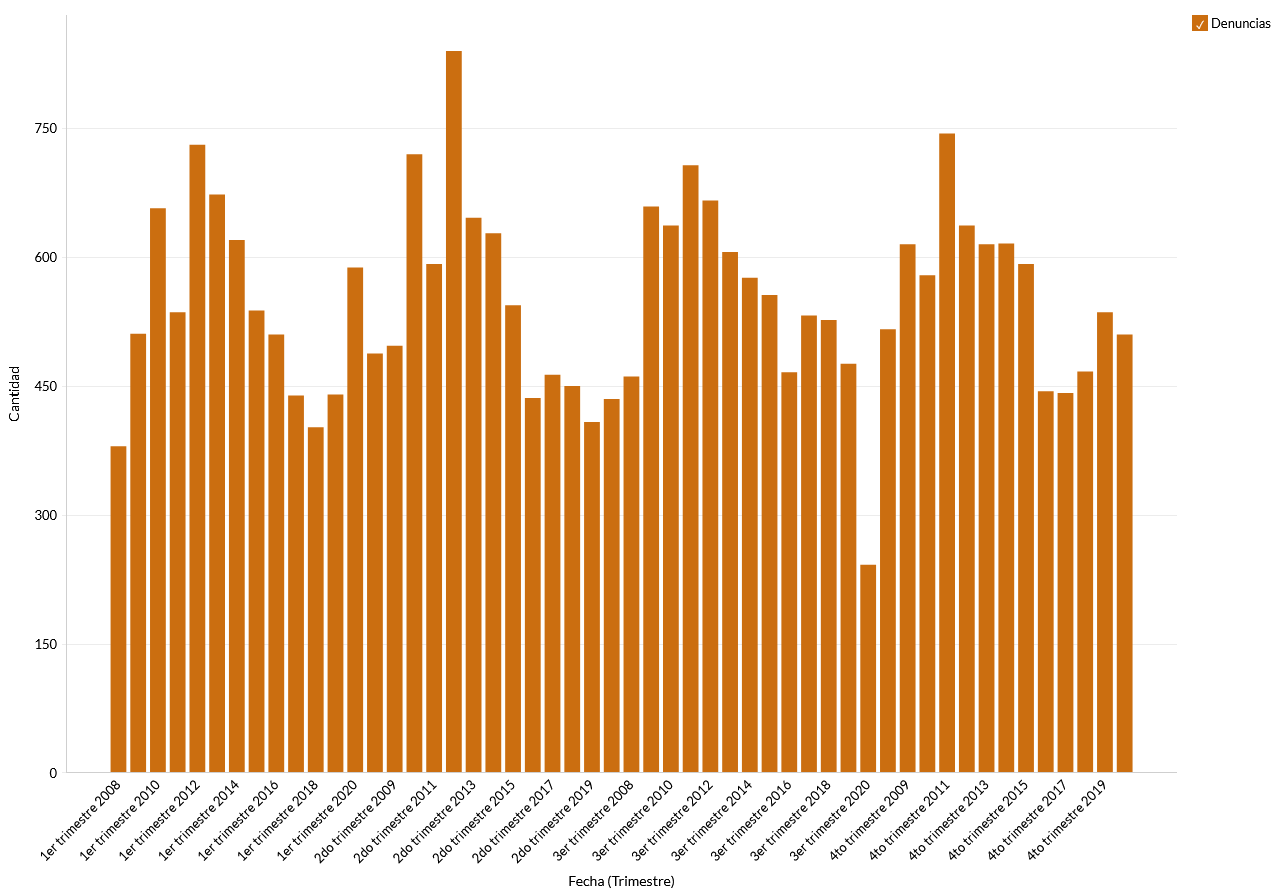 Denuncias
750
600
450
300
150
0
Cantidad
1er trimestre 2008
1er trimestre 2010
1er trimestre 2012
1er trimestre 2014
1er trimestre 2016
1er trimestre 2018
1er trimestre 2020
2do trimestre 2009
2do trimestre 2011
2do trimestre 2013
2do trimestre 2015
2do trimestre 2017
2do trimestre 2019
3er trimestre 2008
3er trimestre 2010
3er trimestre 2012
3er trimestre 2014
3er trimestre 2016
3er trimestre 2018
3er trimestre 2020
4to trimestre 2009
4to trimestre 2011
4to trimestre 2013
4to trimestre 2015
4to trimestre 2017
4to trimestre 2019
Fecha (Trimestre)